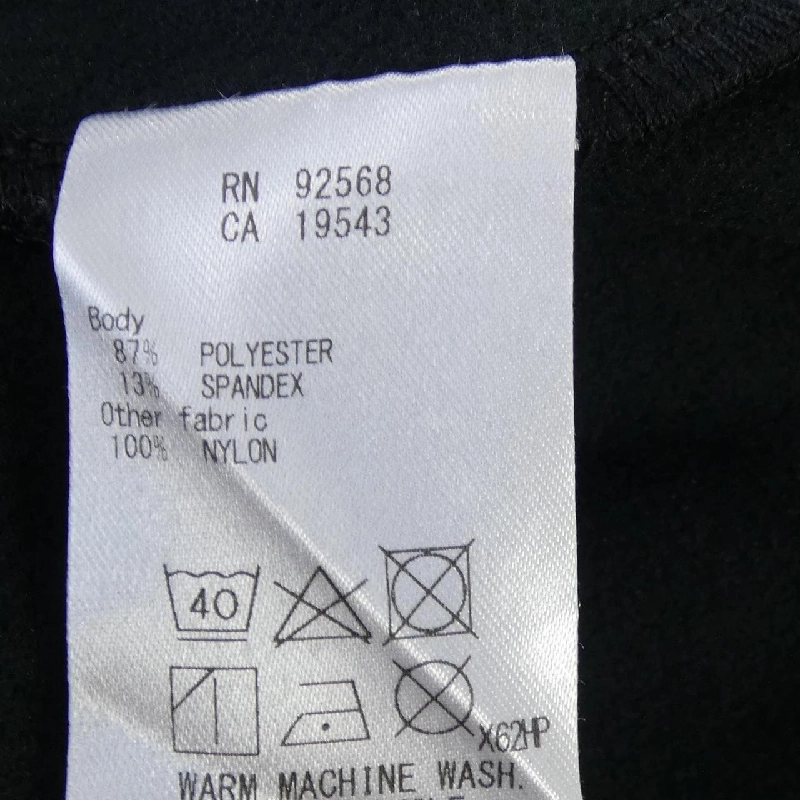 RN 92568
CA 19543
Body
87% POLYESTER
13% SPANDEX
Other fabric
100% NYLON
40
X62HP
WARM MACHINE WASH.